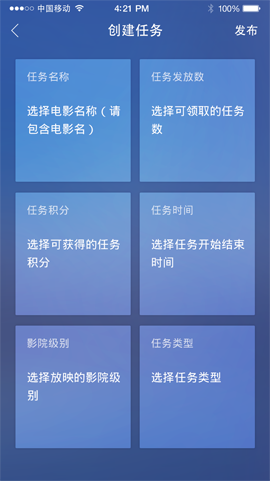 中国移动 4:21 PM 100%
创建任务 发布
任务名称
选择电影名称（请
包含电影名）
任务发放数
选择可领取的任务
数
任务积分
选择可获得的任务
积分
任务时间
选择任务开始结束
时间
影院级别
选择放映的影院级
别
任务类型
选择任务类型